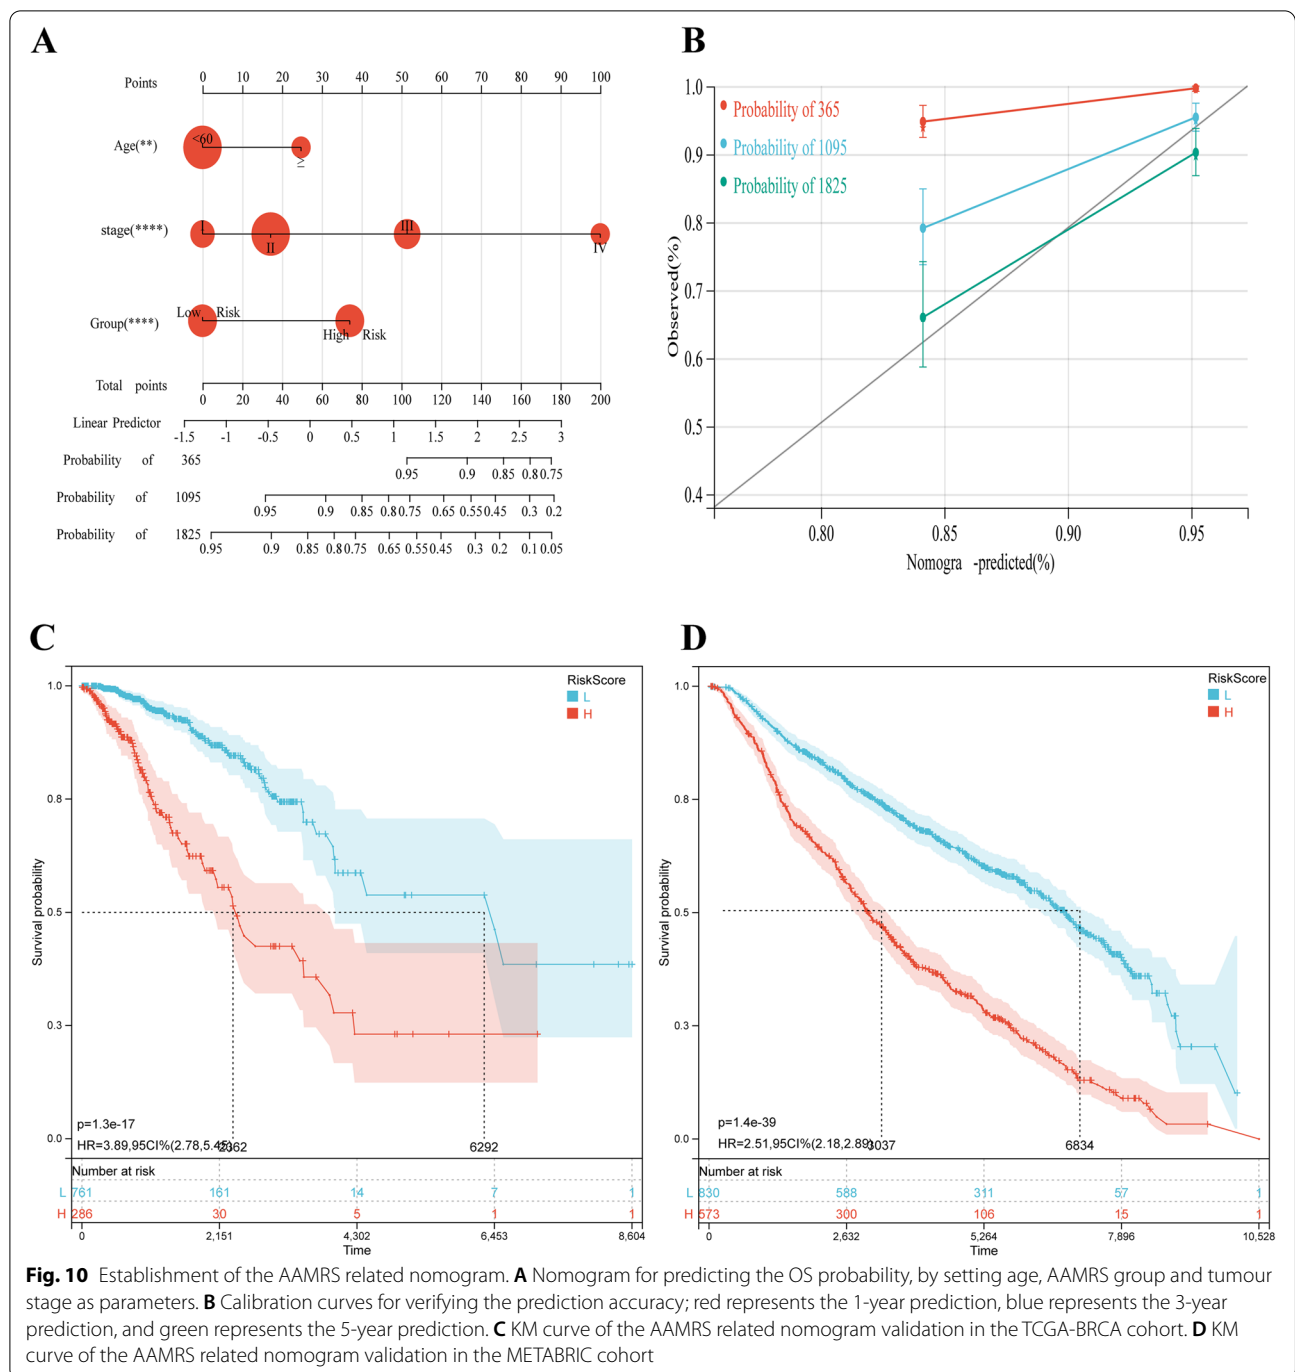 A
Points 0 10 20 30 40 50 60 70 80 90 100
Age(**) <60 ≥
stage(****) I II III IV
Group(****) Low Risk High Risk
Total points 0 20 40 60 80 100 120 140 160 180 200
Linear Predictor -1.5 -1 -0.5 0 0.5 1 1.5 2 2.5 3
Probability of 365 0.95 0.9 0.85 0.8 0.75
Probability of 1095 0.95 0.9 0.85 0.8 0.75 0.65 0.55 0.45 0.3 0.2
Probability of 1825 0.95 0.9 0.85 0.8 0.75 0.65 0.55 0.45 0.3 0.2 0.1 0.05
B
Probability of 365
Probability of 1095
Probability of 1825
Observed(%)
1.0
0.9
0.8
0.7
0.6
0.5
0.4
0.80 0.85 0.90 0.95
Nomogra -predicted(%)
C
RiskScore
L
H
Survival probability
1.0
0.8
0.5
0.3
0.0
p=1.3e-17
HR=3.89,95CI%(2.78,5.45)
2362 6292
Number at risk
L 761 161 14 7 1
H 286 30 5 1 1
0 2,151 4,302 6,453 8,604
Time
D
RiskScore
L
H
Survival probability
1.0
0.8
0.5
0.3
0.0
p=1.4e-39
HR=2.51,95CI%(2.18,2.89)
3037 6834
Number at risk
L 830 588 311 57 1
H 573 300 106 15 1
0 2,632 5,264 7,896 10,528
Time
Fig. 10 Establishment of the AAMRS related nomogram. A Nomogram for predicting the OS probability, by setting age, AAMRS group and tumour
stage as parameters. B Calibration curves for verifying the prediction accuracy; red represents the 1-year prediction, blue represents the 3-year
prediction, and green represents the 5-year prediction. C KM curve of the AAMRS related nomogram validation in the TCGA-BRCA cohort. D KM
curve of the AAMRS related nomogram validation in the METABRIC cohort